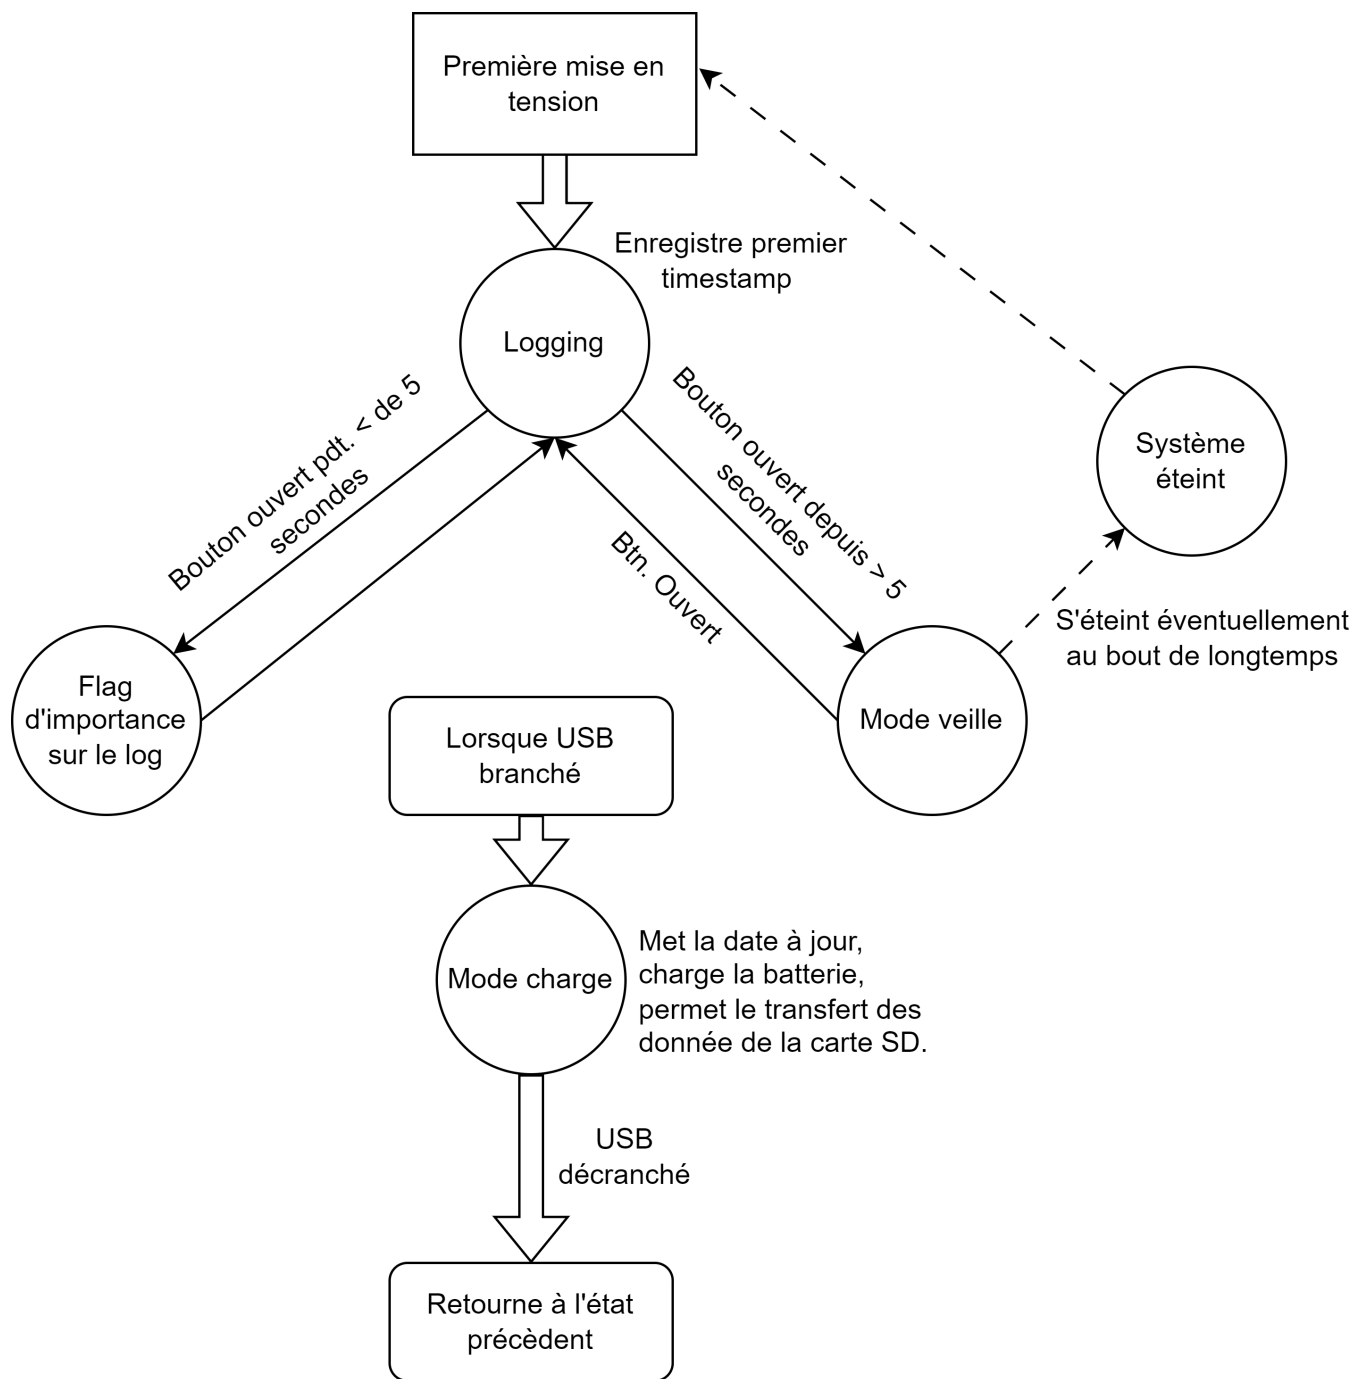 Première mise en
tension
Enregistre premier
timestamp
Logging
Bouton ouvert pdt. < de 5
secondes
Bouton ouvert depuis > 5
secondes
Btn. Ouvert
Système
éteint
S'éteint éventuellement
au bout de longtemps
Flag
d'importance
sur le log
Mode veille
Lorsque USB
branché
Mode charge
Met la date à jour,
charge la batterie,
permet le transfert des
donnée de la carte SD.
USB
décranché
Retourne à l'état
précèdent